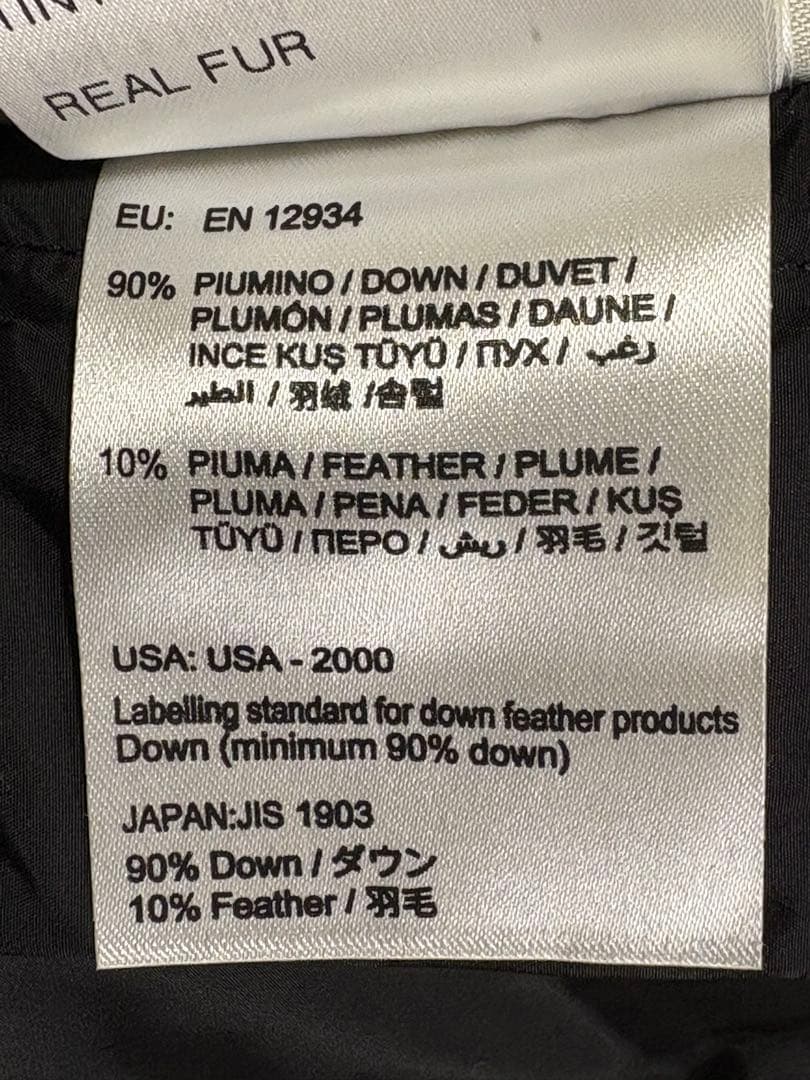 REAL FUR
EU: EN 12934
90% PIUMINO / DOWN / DUVET /
PLUMÓN / PLUMAS / DAUNE /
INCE KUŞ TÜYÜ / ПУХ / زغب
الطير / 羽绒 / 솜털
10% PIUMA / FEATHER / PLUME /
PLUMA / PENA / FEDER / KUŞ
TÜYÜ / ПЕРО / ريش / 羽毛 / 깃털
USA: USA - 2000
Labelling standard for down feather products
Down (minimum 90% down)
JAPAN:JIS 1903
90% Down / ダウン
10% Feather / 羽毛